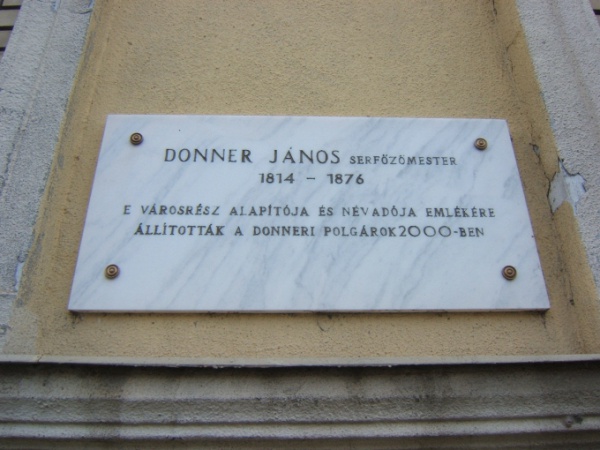 DONNER JÁNOS SERFŐZŐMESTER
1814 - 1876
E VÁROSRÉSZ ALAPÍTÓJA ÉS NÉVADÓJA EMLÉKÉRE
ÁLLÍTOTTÁK A DONNERI POLGÁROK 2000-BEN